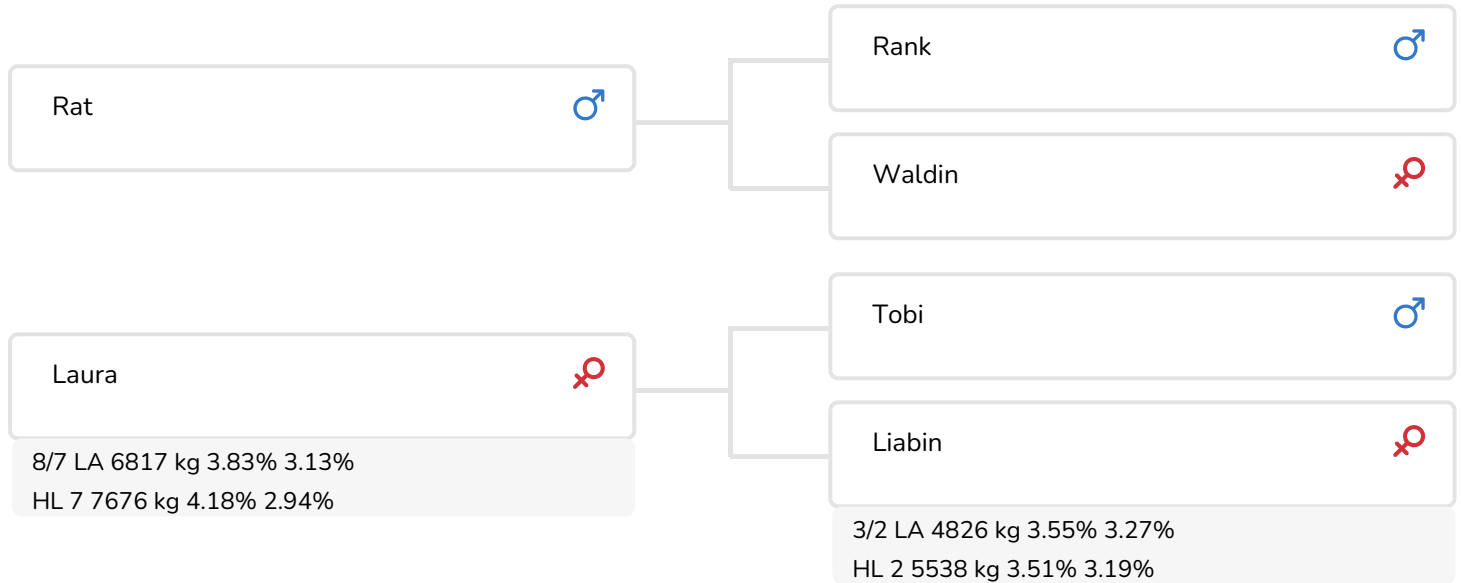 Rat
Laura
8/7 LA 6817 kg 3.83% 3.13%
HL 7 7676 kg 4.18% 2.94%
Rank
Waldin
Tobi
Liabin
3/2 LA 4826 kg 3.55% 3.27%
HL 2 5538 kg 3.51% 3.19%